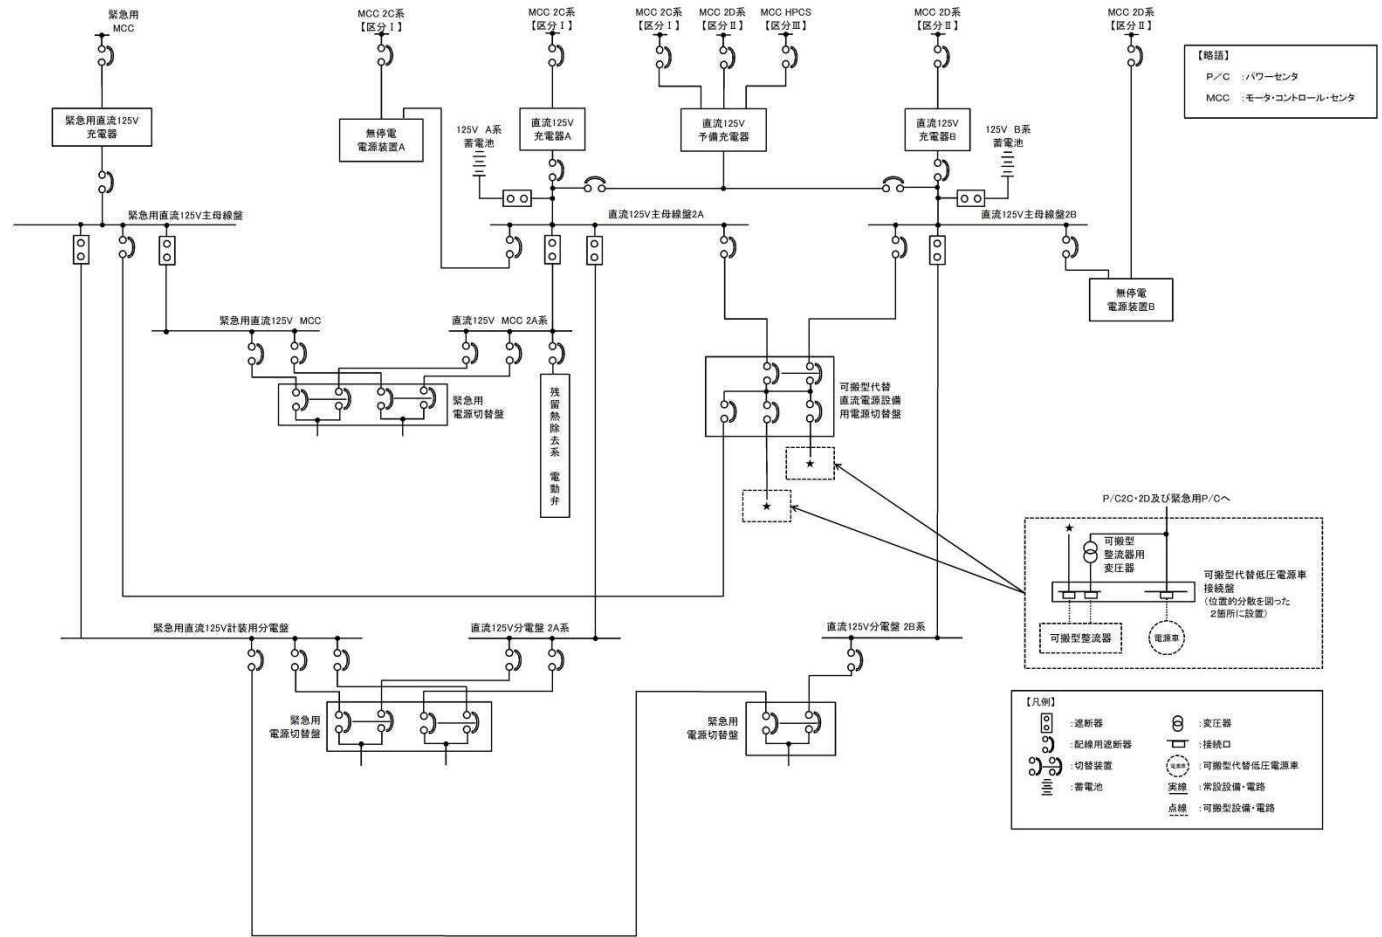 緊急用
MCC
MCC 2C系
【区分Ⅰ】
MCC 2C系
【区分Ⅰ】
MCC 2C系
【区分Ⅰ】
MCC 2D系
【区分Ⅱ】
MCC HPCS
【区分Ⅲ】
MCC 2D系
【区分Ⅱ】
MCC 2D系
【区分Ⅱ】
【略語】
P/C :パワーセンタ
MCC :モータ・コントロール・センタ
緊急用直流125V
充電器
無停電
電源装置A
125V A系
蓄電池
直流125V
充電器A
直流125V
予備充電器
直流125V
充電器B
125V B系
蓄電池
緊急用直流125V主母線盤
直流125V主母線盤2A
直流125V主母線盤2B
無停電
電源装置B
緊急用直流125V MCC
直流125V MCC 2A系
緊急用
電源切替盤
残留熱除去系 電動弁
可搬型代替
直流電源設備
用電源切替盤
★
★
P/C2C・2D及び緊急用P/Cへ
★
可搬型
整流器用
変圧器
可搬型代替低圧電源車
接続盤
(位置的分散を図った
2箇所に設置)
可搬型整流器
電源車
緊急用直流125V計装用分電盤
直流125V分電盤 2A系
直流125V分電盤 2B系
緊急用
電源切替盤
緊急用
電源切替盤
【凡例】
:遮断器
:配線用遮断器
:切替装置
:蓄電池
:変圧器
:接続口
電源車 :可搬型代替低圧電源車
実線 :常設設備・電路
点線 :可搬型設備・電路